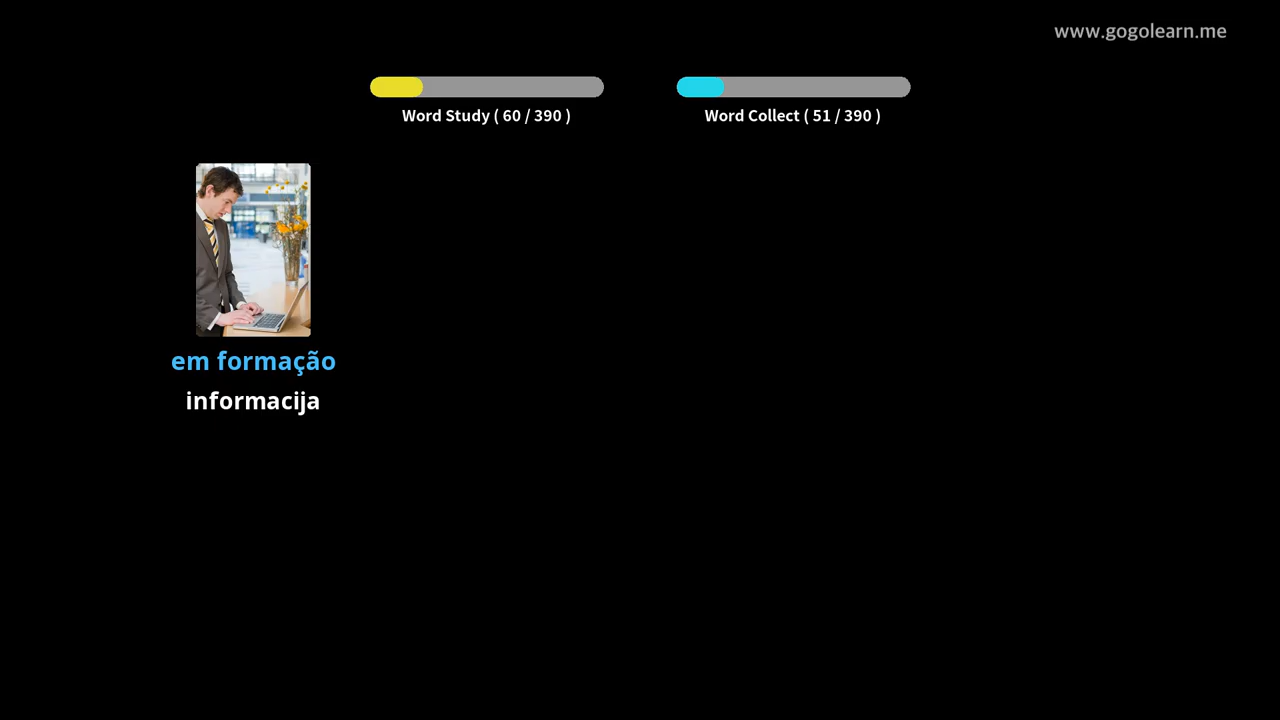 www.gogolearn.me
Word Study ( 60 / 390 )
Word Collect ( 51 / 390 )
em formação
informacija